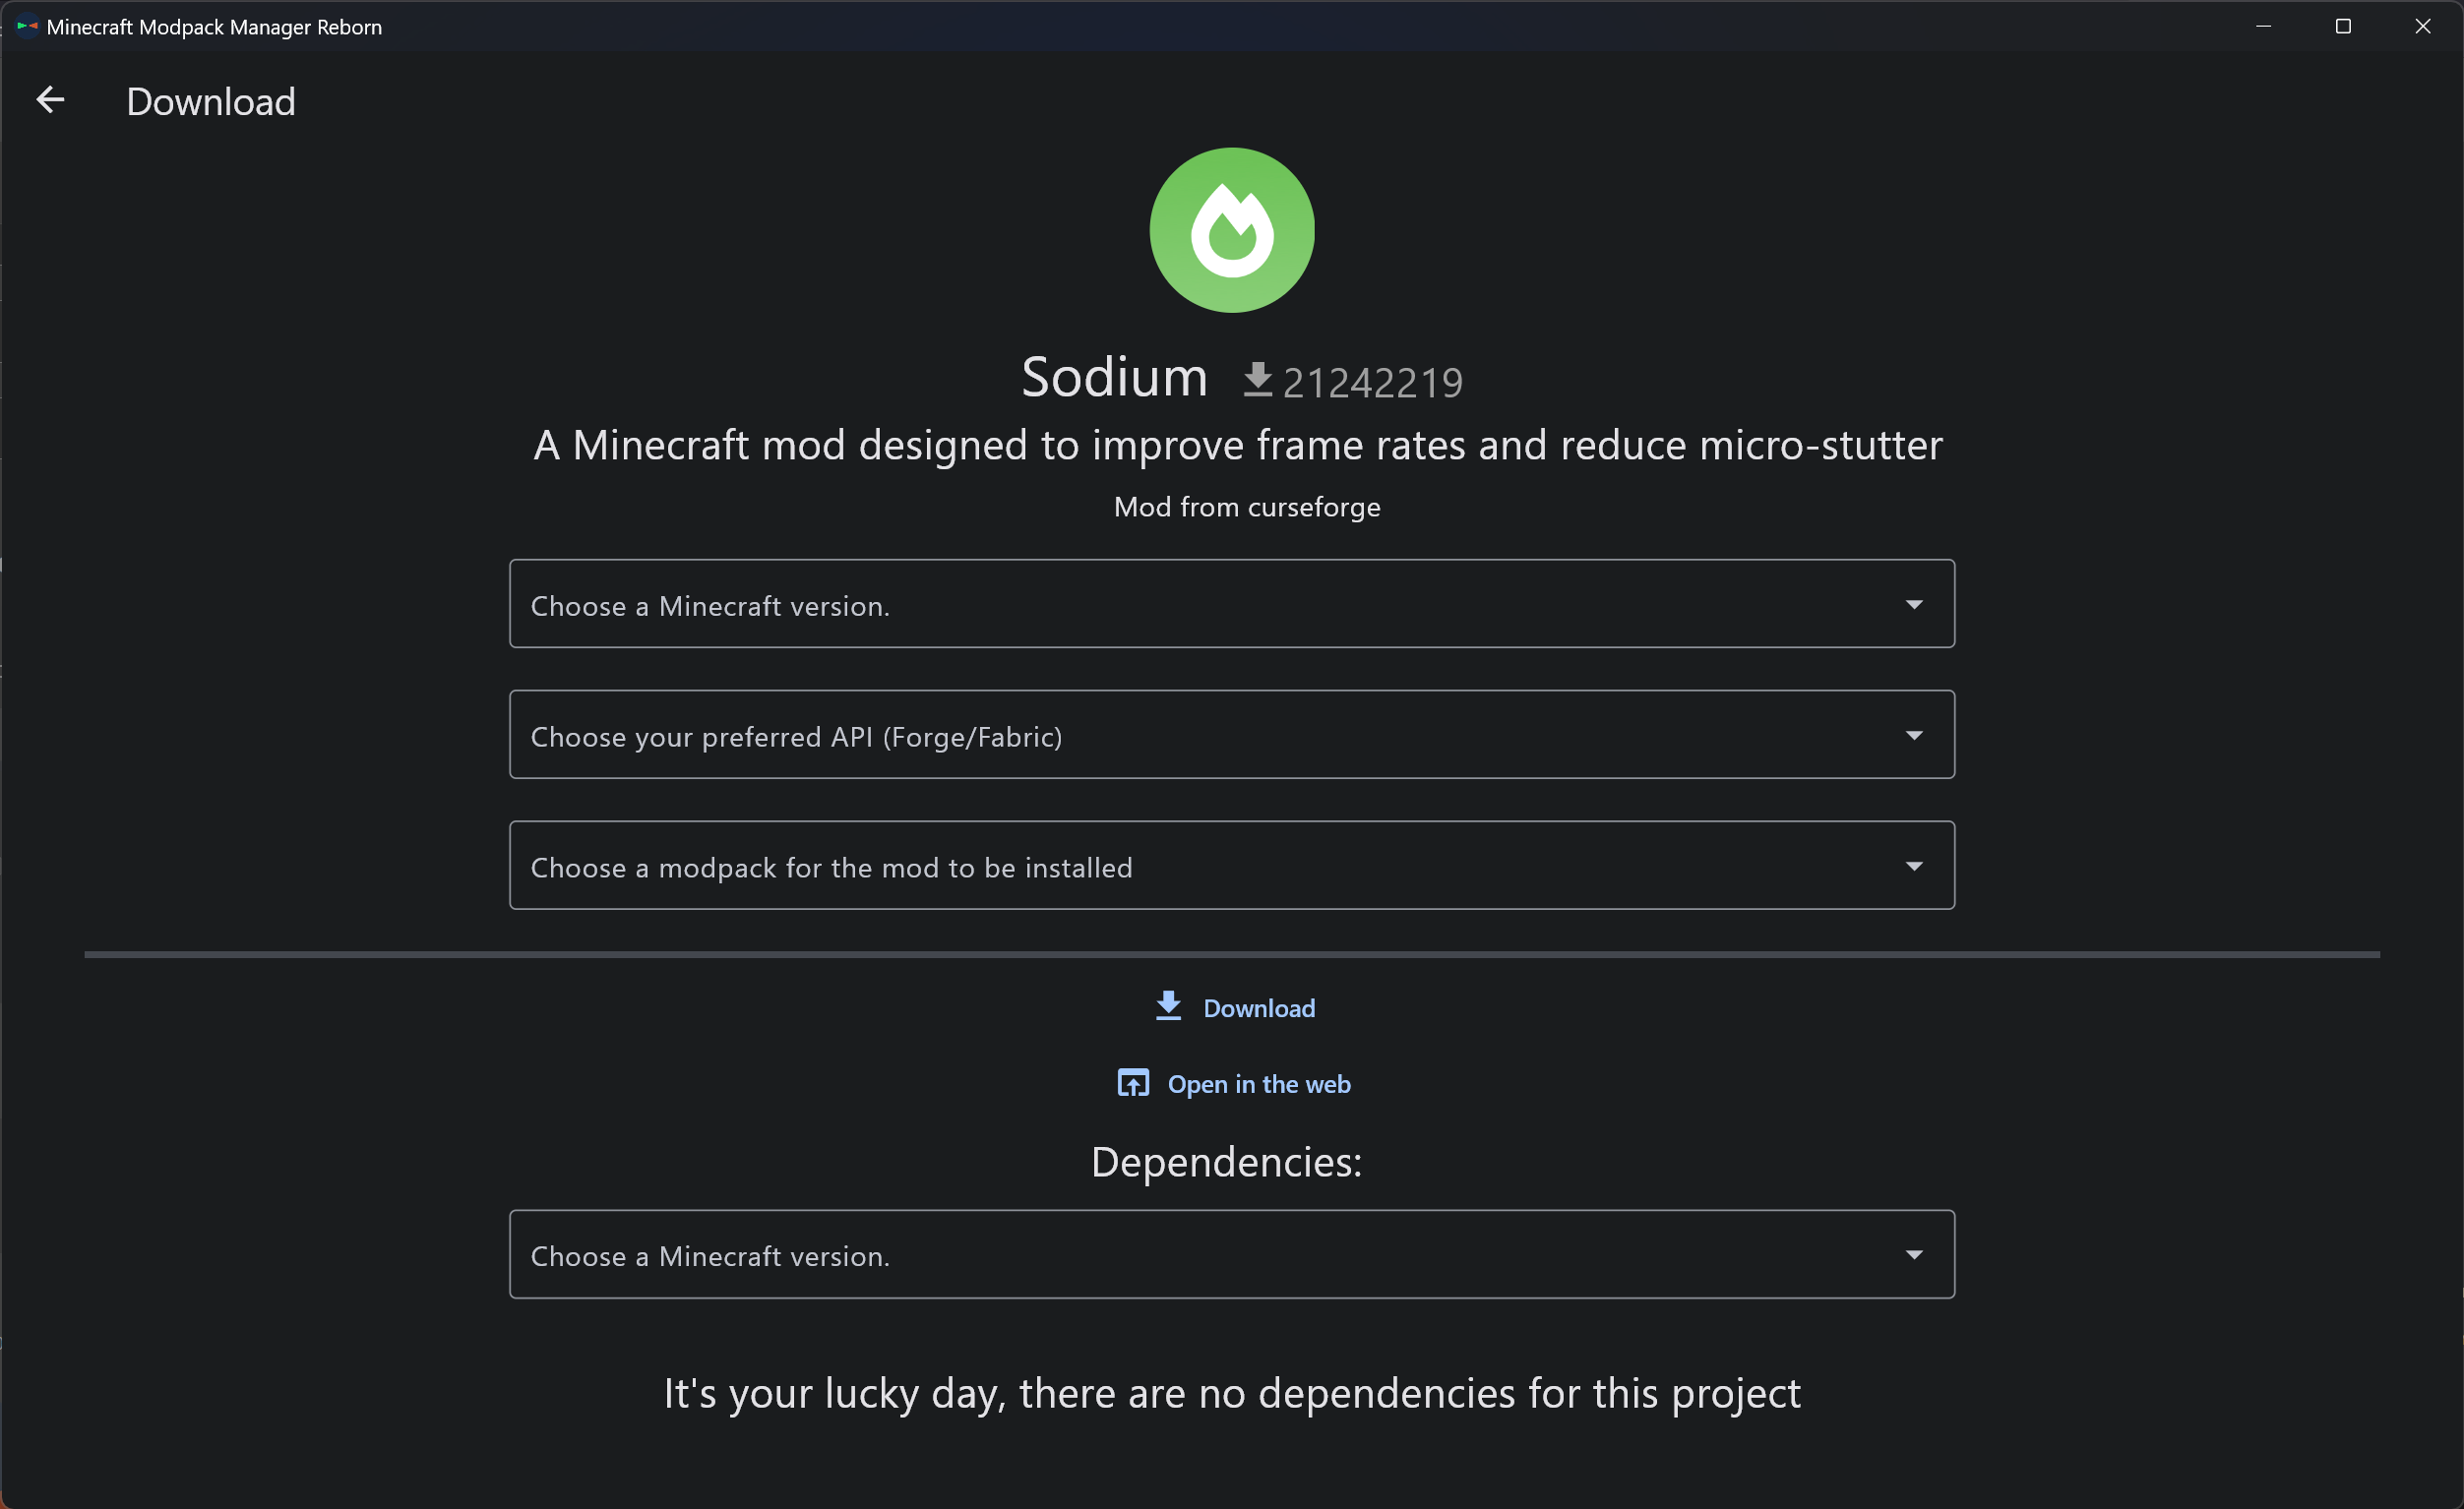 Minecraft Modpack Manager Reborn
Download
Sodium 21242219
A Minecraft mod designed to improve frame rates and reduce micro-stutter
Mod from curseforge
Choose a Minecraft version.
Choose your preferred API (Forge/Fabric)
Choose a modpack for the mod to be installed
Download
Open in the web
Dependencies:
Choose a Minecraft version.
It's your lucky day, there are no dependencies for this project